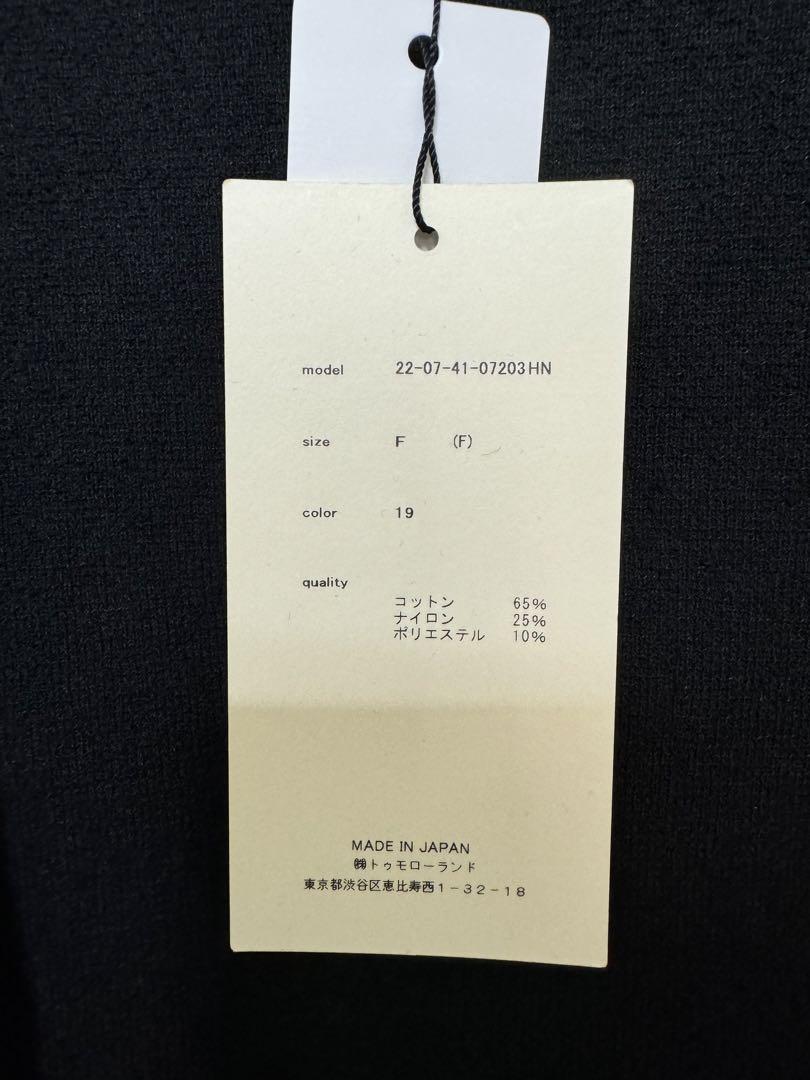 model 22-07-41-07203HN
size F (F)
color 19
quality
コットン 65%
ナイロン 25%
ポリエステル 10%
MADE IN JAPAN
㈱トゥモローランド
東京都渋谷区恵比寿西1-32-18